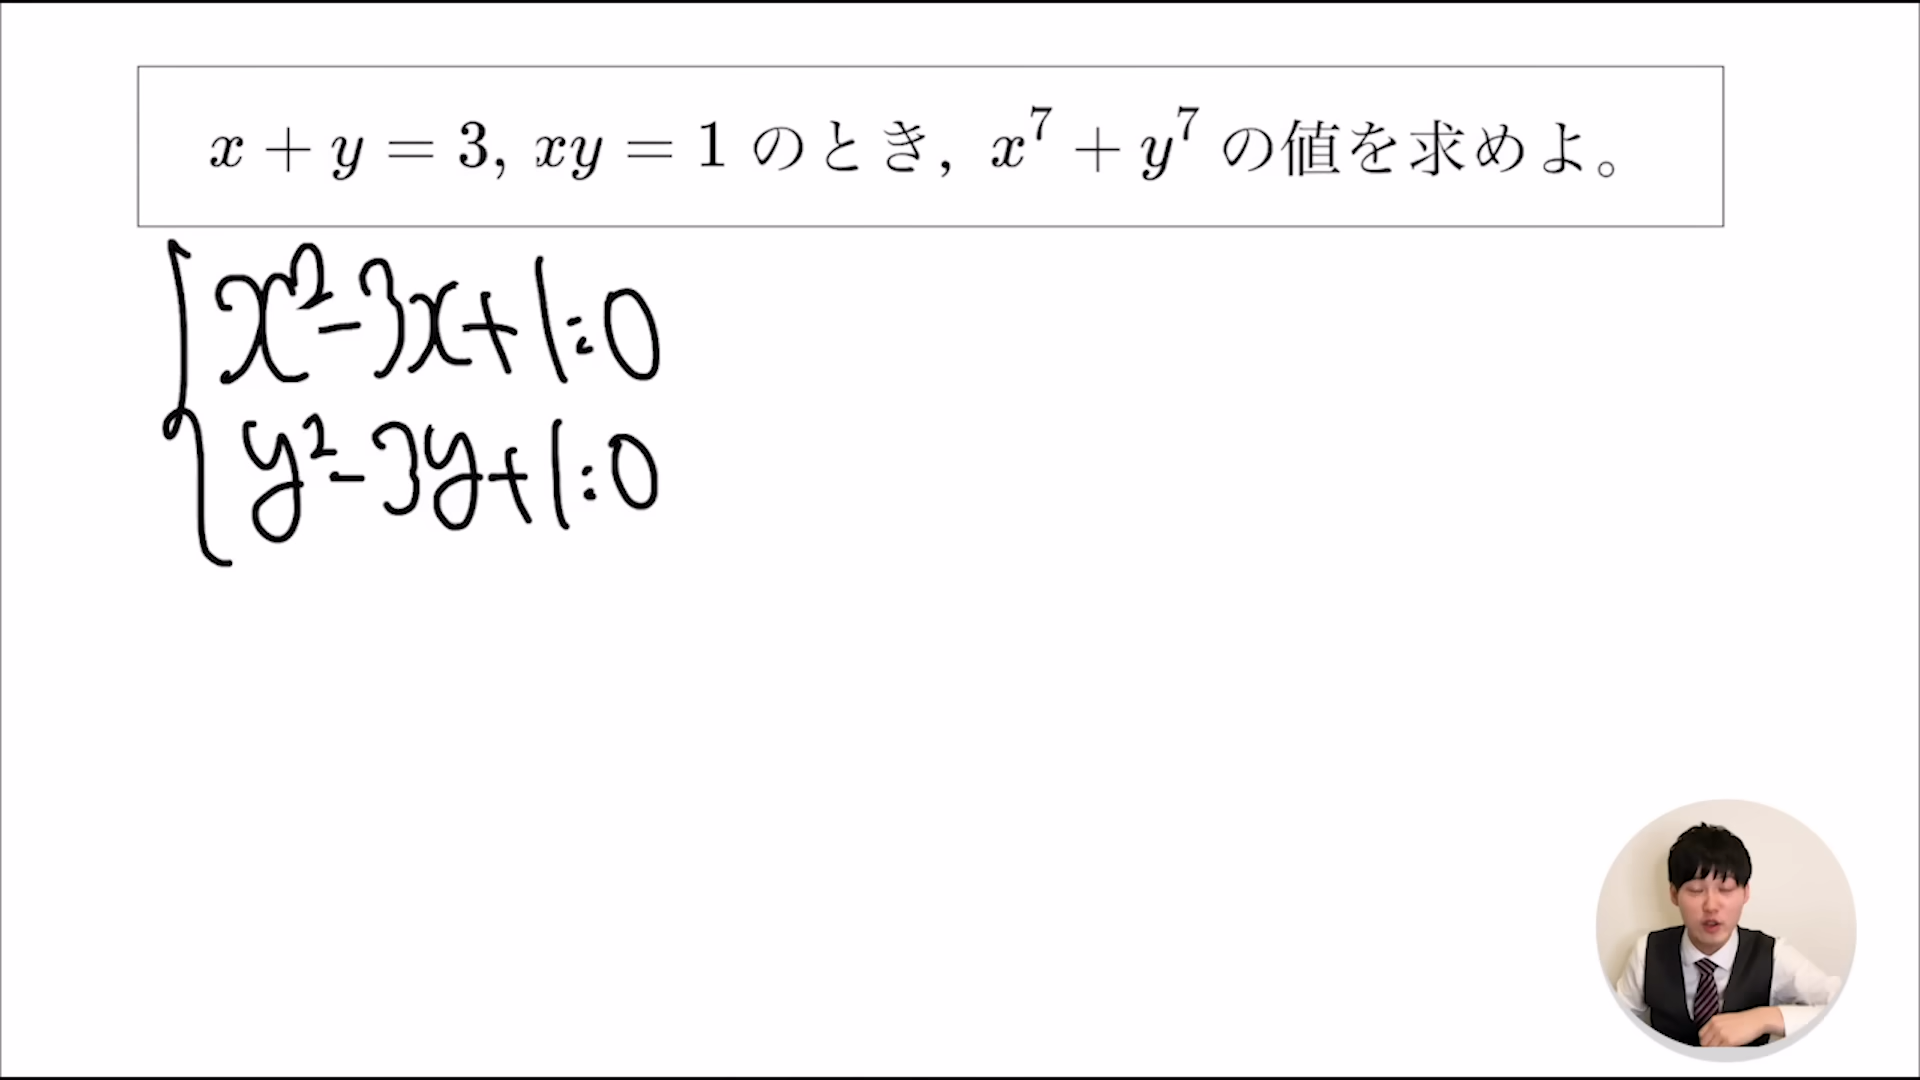 x + y = 3, xy = 1 のとき, x⁷ + y⁷ の値を求めよ。
x²-3x+1=0
y²-3y+1=0